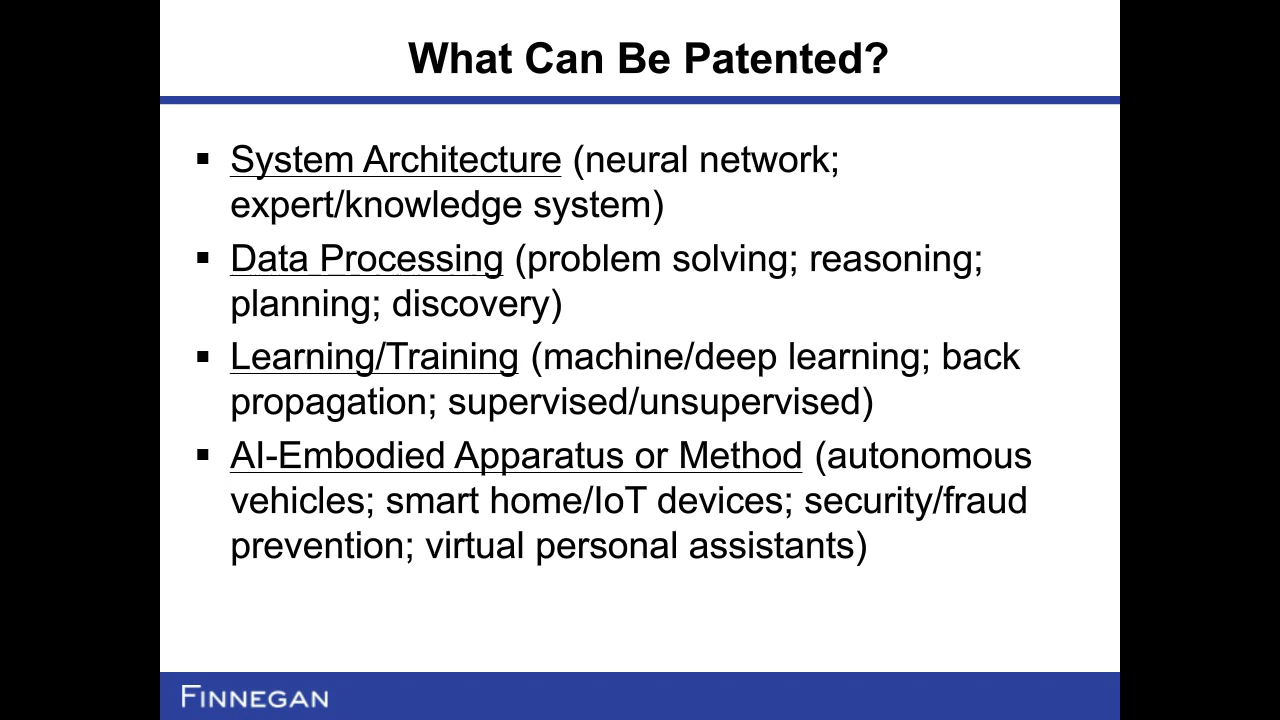 What Can Be Patented?
▪ System Architecture (neural network;
expert/knowledge system)
▪ Data Processing (problem solving; reasoning;
planning; discovery)
▪ Learning/Training (machine/deep learning; back
propagation; supervised/unsupervised)
▪ AI-Embodied Apparatus or Method (autonomous
vehicles; smart home/IoT devices; security/fraud
prevention; virtual personal assistants)
FINNEGAN